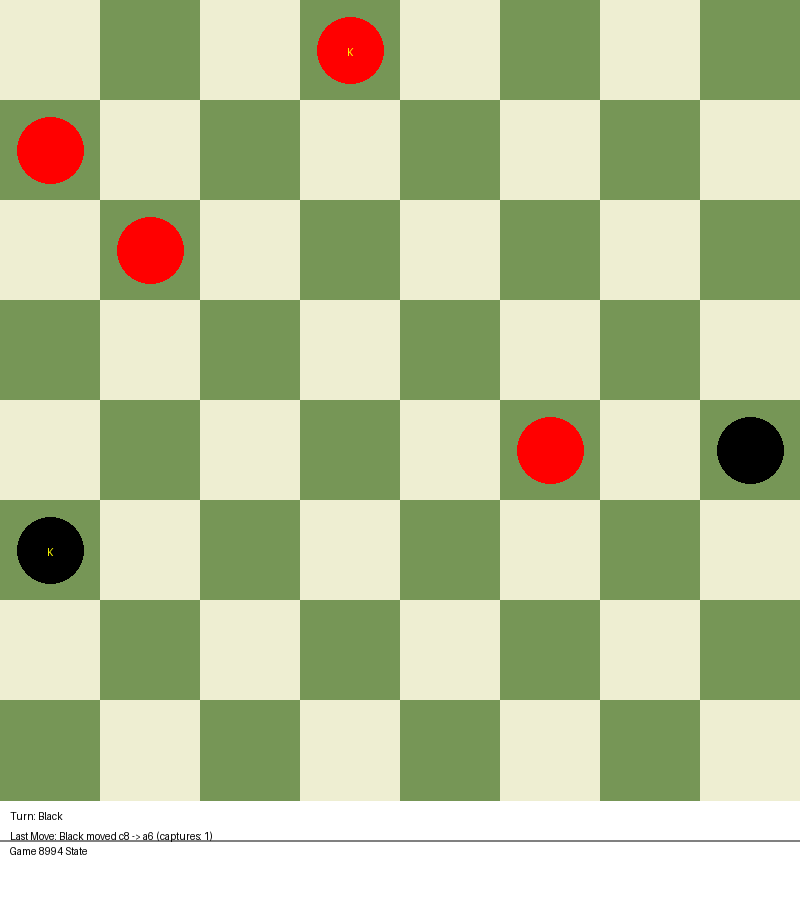 K
K
Turn: Black
Last Move: Black moved c8 -> a6 (captures: 1)
Game 8994 State